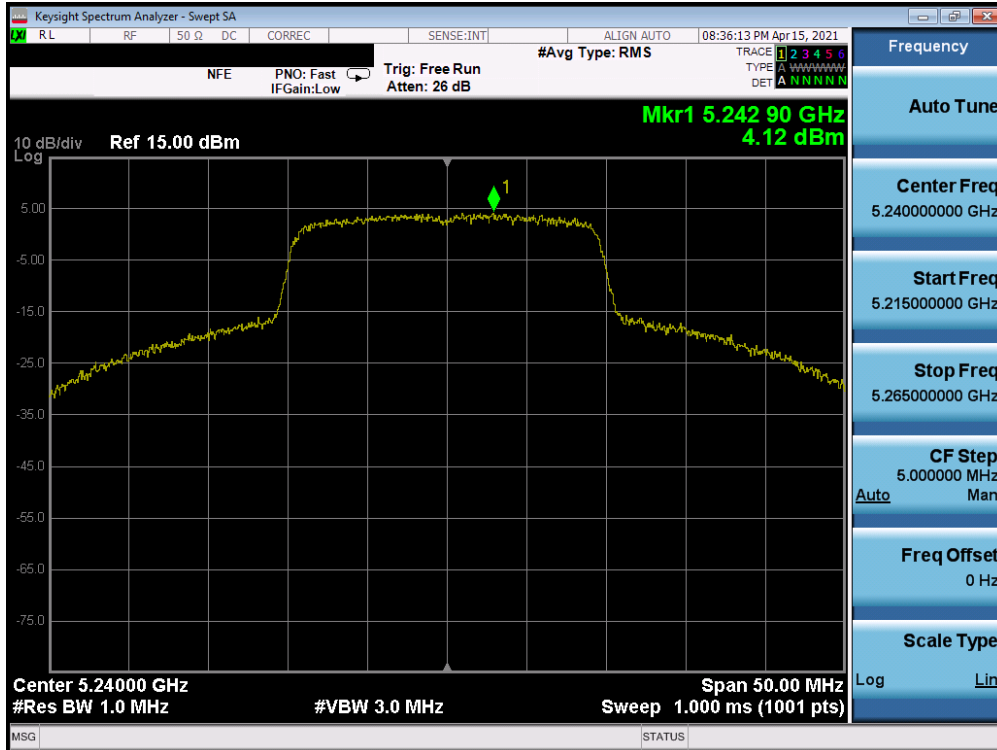 Keysight Spectrum Analyzer - Swept SA
LXI RL RF 50 Ω DC CORREC SENSE:INT ALIGN AUTO 08:36:13 PM Apr 15, 2021
NFE PNO: Fast Trig: Free Run #Avg Type: RMS TRACE 1 2 3 4 5 6
IFGain:Low Atten: 26 dB TYPE A WWWWW
DET A N N N N N
Mkr1 5.242 90 GHz
4.12 dBm
10 dB/div Ref 15.00 dBm
Log
1
5.00
-5.00
-15.0
-25.0
-35.0
-45.0
-55.0
-65.0
-75.0
Center 5.24000 GHz Span 50.00 MHz
#Res BW 1.0 MHz #VBW 3.0 MHz Sweep 1.000 ms (1001 pts)
MSG STATUS
Frequency
Auto Tune
Center Freq
5.240000000 GHz
Start Freq
5.215000000 GHz
Stop Freq
5.265000000 GHz
CF Step
5.000000 MHz
Auto Man
Freq Offset
0 Hz
Scale Type
Log Lin